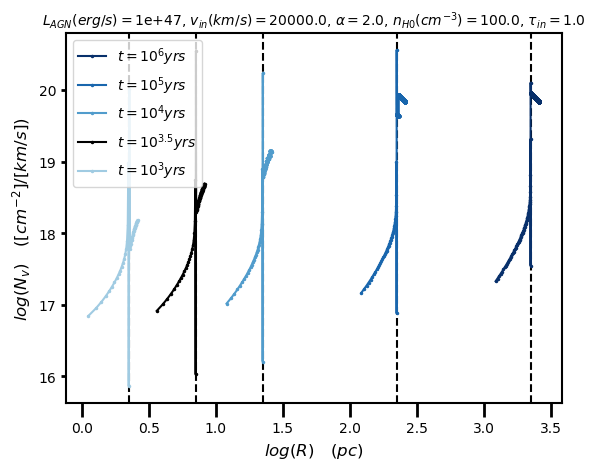 L_AGN(erg/s) = 1e+47, v_in(km/s) = 20000.0, α = 2.0, n_H0(cm^−3) = 100.0, τ_in = 1.0
t = 10^6 yrs
t = 10^5 yrs
t = 10^4 yrs
t = 10^3.5 yrs
t = 10^3 yrs
log(N_v) ([cm^−2]/[km/s])
20
19
18
17
16
0.0 0.5 1.0 1.5 2.0 2.5 3.0 3.5
log(R) (pc)